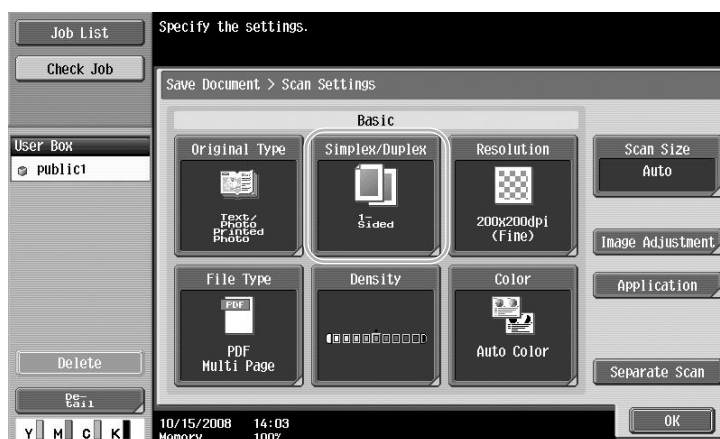 Job List
Specify the settings.
Check Job
Save Document > Scan Settings
Basic
User Box
public1
Original Type
Text/
Photo
Printed
Photo
Simplex/Duplex
1-
Sided
Resolution
200X200dpi
(Fine)
Scan Size
Auto
Image Adjustment
File Type
PDF
PDF
Multi Page
Density
Color
Auto Color
Application
Delete
Separate Scan
De-
tail
OK
Y M C K
10/15/2008 14:03
Memory 100%